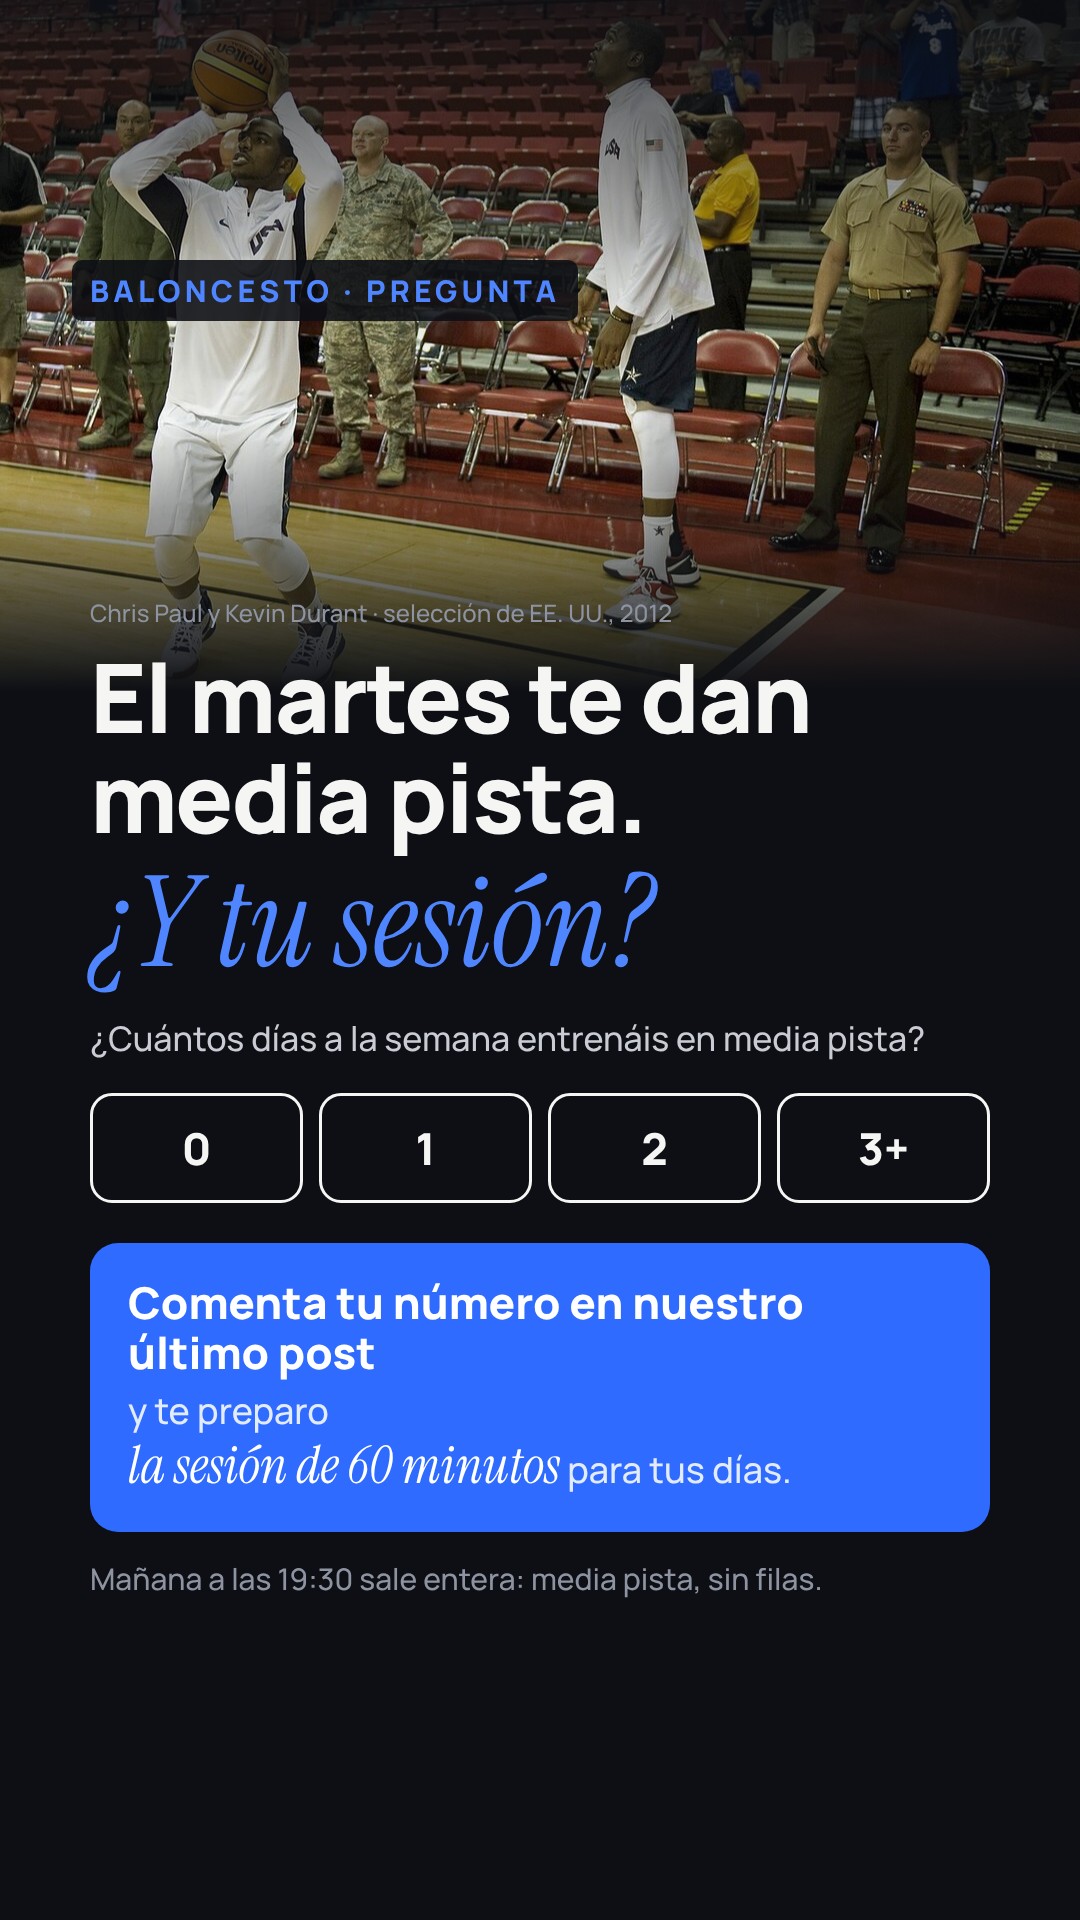 molten
USA
8
BALONCESTO · PREGUNTA
Chris Paul y Kevin Durant · selección de EE. UU., 2012
El martes te dan
media pista.
¿Y tu sesión?
¿Cuántos días a la semana entrenáis en media pista?
0
1
2
3+
Comenta tu número en nuestro
último post
y te preparo
la sesión de 60 minutos para tus días.
Mañana a las 19:30 sale entera: media pista, sin filas.